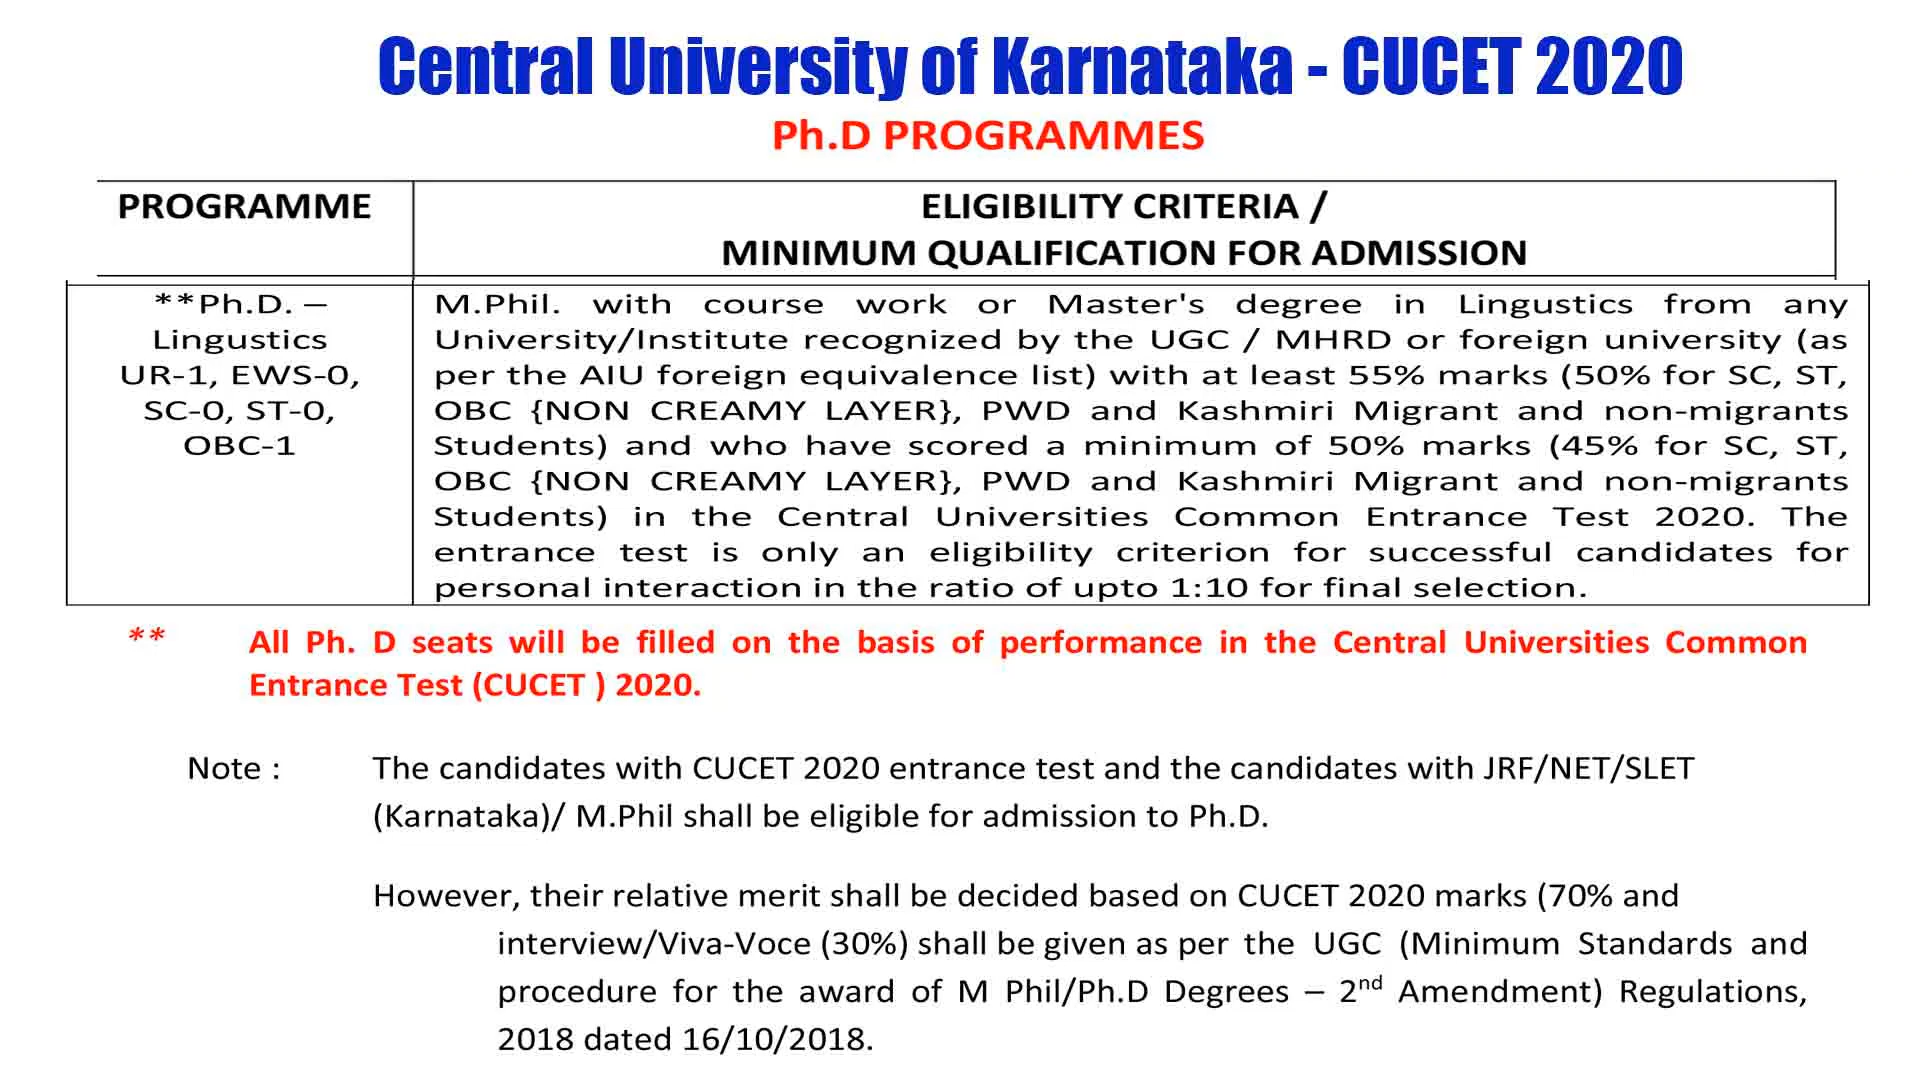 Central University of Karnataka - CUCET 2020
Ph.D PROGRAMMES
PROGRAMME
ELIGIBILITY CRITERIA /
MINIMUM QUALIFICATION FOR ADMISSION
**Ph.D. –
Lingustics
UR-1, EWS-0,
SC-0, ST-0,
OBC-1
M.Phil. with course work or Master's degree in Lingustics from any
University/Institute recognized by the UGC / MHRD or foreign university (as
per the AIU foreign equivalence list) with at least 55% marks (50% for SC, ST,
OBC {NON CREAMY LAYER}, PWD and Kashmiri Migrant and non-migrants
Students) and who have scored a minimum of 50% marks (45% for SC, ST,
OBC {NON CREAMY LAYER}, PWD and Kashmiri Migrant and non-migrants
Students) in the Central Universities Common Entrance Test 2020. The
entrance test is only an eligibility criterion for successful candidates for
personal interaction in the ratio of upto 1:10 for final selection.
** All Ph. D seats will be filled on the basis of performance in the Central Universities Common
Entrance Test (CUCET ) 2020.
Note : The candidates with CUCET 2020 entrance test and the candidates with JRF/NET/SLET
(Karnataka)/ M.Phil shall be eligible for admission to Ph.D.
However, their relative merit shall be decided based on CUCET 2020 marks (70% and
interview/Viva-Voce (30%) shall be given as per the UGC (Minimum Standards and
procedure for the award of M Phil/Ph.D Degrees – 2nd Amendment) Regulations,
2018 dated 16/10/2018.